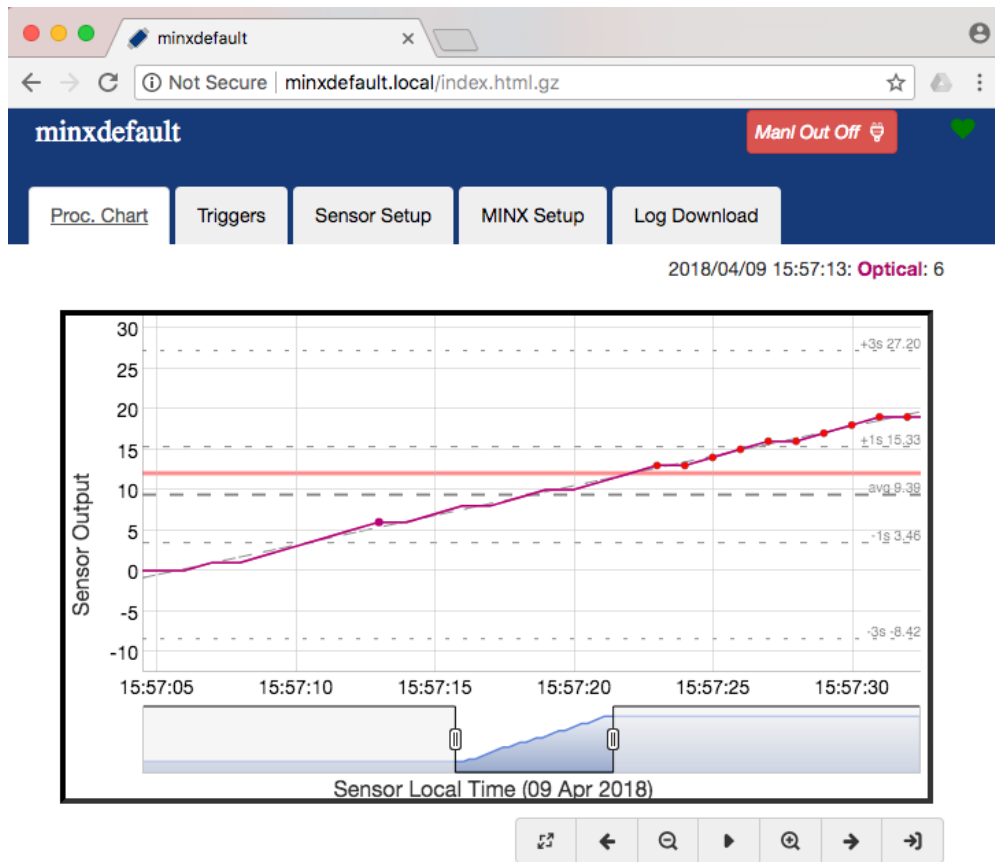 minxdefault
Not Secure | minxdefault.local/index.html.gz
minxdefault
Manl Out Off
Proc. Chart
Triggers
Sensor Setup
MINX Setup
Log Download
2018/04/09 15:57:13: Optical: 6
Sensor Output
30
25
20
15
10
5
0
-5
-10
+3s 27.20
+1s 15.33
avg 9.39
-1s 3.46
-3s -8.42
15:57:05 15:57:10 15:57:15 15:57:20 15:57:25 15:57:30
Sensor Local Time (09 Apr 2018)